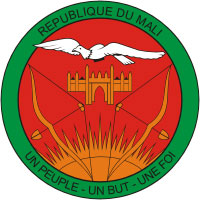 REPUBLIQUE DU MALI
UN PEUPLE - UN BUT - UNE FOI